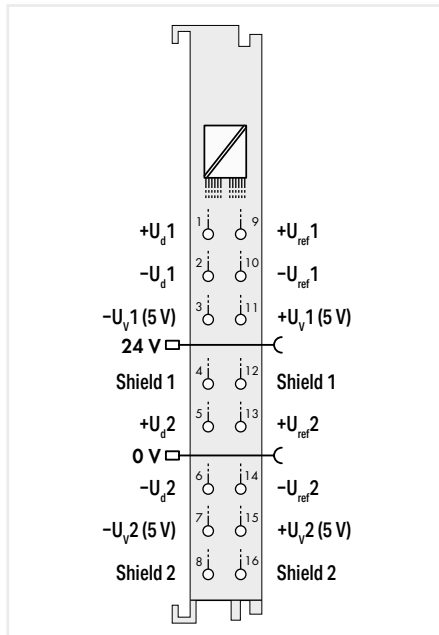 +Ud1 1 9 +Uref1
–Ud1 2 10 –Uref1
–UV1 (5 V) 3 11 +UV1 (5 V)
24 V
Shield 1 4 12 Shield 1
+Ud2 5 13 +Uref2
0 V
–Ud2 6 14 –Uref2
–UV2 (5 V) 7 15 +UV2 (5 V)
Shield 2 8 16 Shield 2